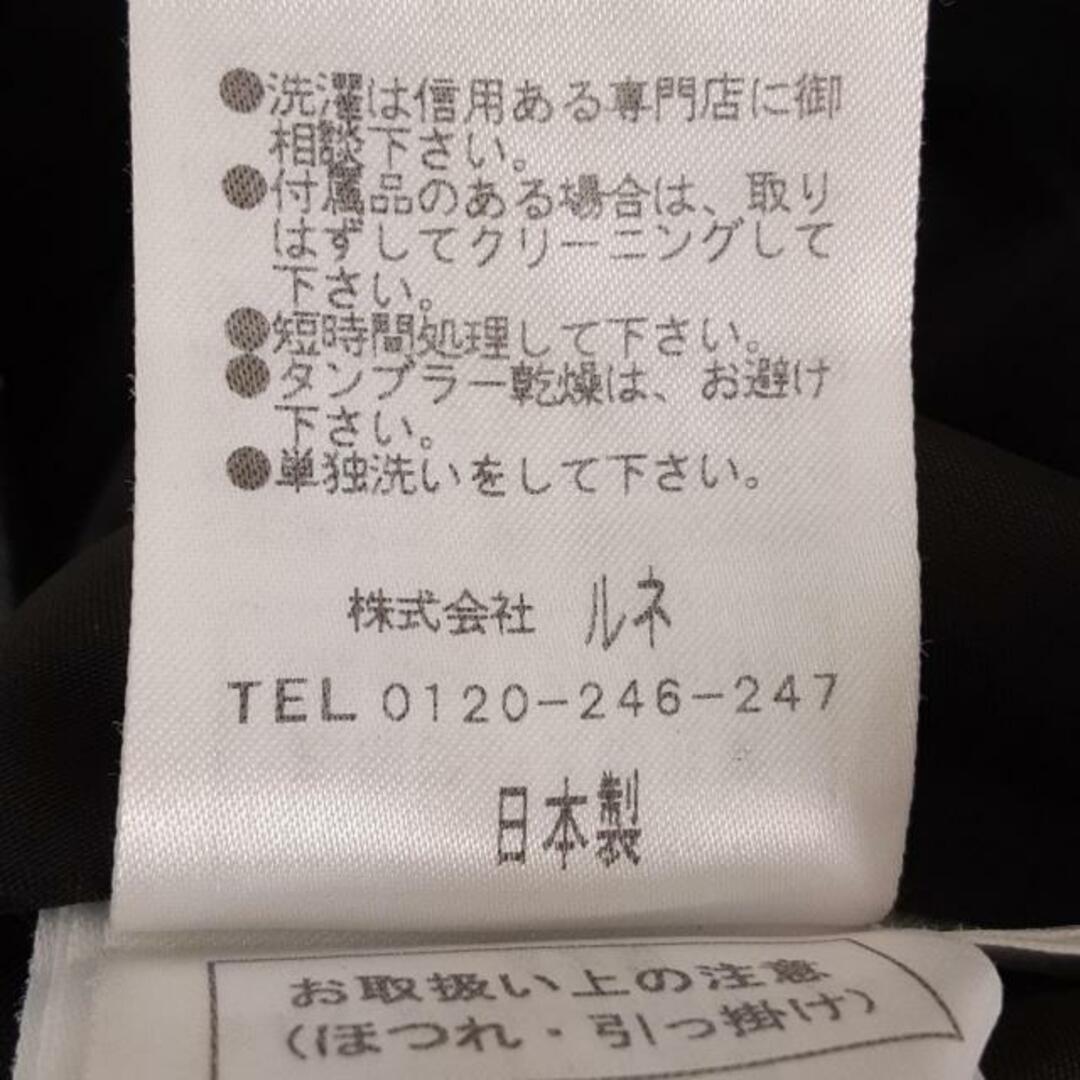 ●洗濯は信用ある専門店に御
相談下さい。
●付属品のある場合は、取り
はずしてクリーニングして
下さい。
●短時間処理して下さい。
●タンブラー乾燥は、お避け
下さい。
●単独洗いをして下さい。
株式会社 ルネ
TEL 0120-246-247
日本製
お取扱い上の注意
(ほつれ・引っ掛け)